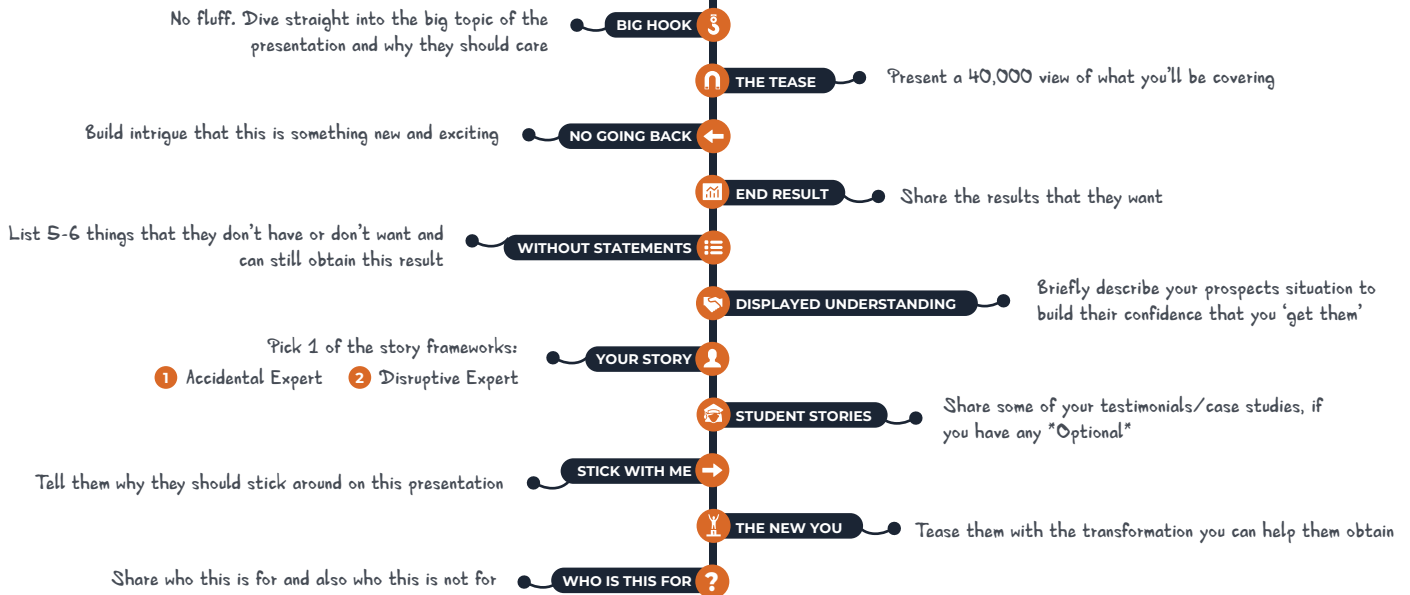 No fluff. Dive straight into the big topic of the
presentation and why they should care
BIG HOOK
THE TEASE
Present a 40,000 view of what you'll be covering
Build intrigue that this is something new and exciting
NO GOING BACK
END RESULT
Share the results that they want
List 5-6 things that they don't have or don't want and
can still obtain this result
WITHOUT STATEMENTS
DISPLAYED UNDERSTANDING
Briefly describe your prospects situation to
build their confidence that you 'get them'
Pick 1 of the story frameworks:
1 Accidental Expert 2 Disruptive Expert
YOUR STORY
STUDENT STORIES
Share some of your testimonials/case studies, if
you have any *Optional*
Tell them why they should stick around on this presentation
STICK WITH ME
THE NEW YOU
Tease them with the transformation you can help them obtain
Share who this is for and also who this is not for
WHO IS THIS FOR
?